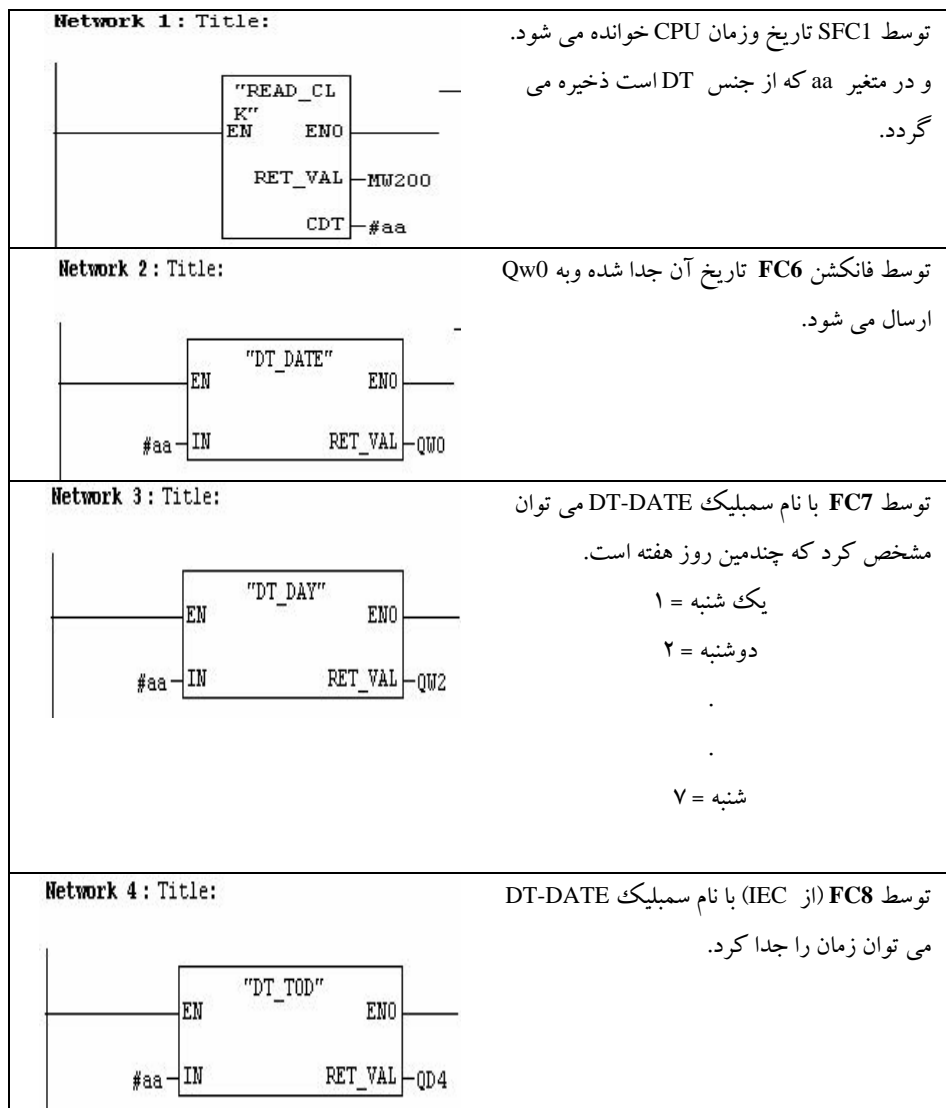 Network 1: Title:
"READ_CL
K"
EN ENO
RET_VAL MW200
CDT #aa
توسط SFC1 تاریخ وزمان CPU خوانده می شود.
و در متغیر aa که از جنس DT است ذخیره می
گردد.
Network 2: Title:
"DT_DATE"
EN ENO
#aa IN RET_VAL QW0
توسط فانکشن FC6 تاریخ آن جدا شده وبه Qw0
ارسال می شود.
Network 3: Title:
"DT_DAY"
EN ENO
#aa IN RET_VAL QW2
توسط FC7 با نام سمبلیک DT-DATE می توان
مشخص کرد که چندمین روز هفته است.
یک شنبه = ۱
دوشنبه = ۲
.
.
شنبه = ۷
Network 4: Title:
"DT_TOD"
EN ENO
#aa IN RET_VAL QD4
توسط FC8 (از IEC) با نام سمبلیک DT-DATE
می توان زمان را جدا کرد.